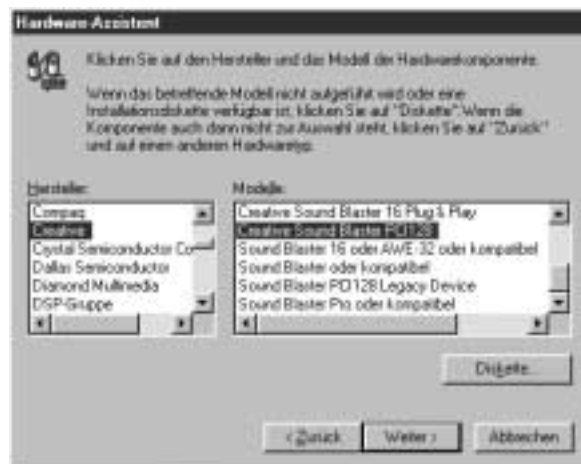 Hardware-Assistent
Klicken Sie auf den Hersteller und das Modell der Hardwarekomponente.
Wenn das betreffende Modell nicht aufgeführt wird oder eine
Installationsdiskette verfügbar ist, klicken Sie auf "Diskette". Wenn die
Komponente auch dann nicht zur Auswahl steht, klicken Sie auf "Zurück"
und auf einen anderen Hardwaretyp.
Hersteller: Modelle:
Compaq Creative Sound Blaster 16 Plug & Play
Creative Creative Sound Blaster PCI128
Crystal Semiconductor Co Sound Blaster 16 oder AWE-32 oder kompatibel
Dallas Semiconductor Sound Blaster oder kompatibel
Diamond Multimedia Sound Blaster PCI128 Legacy Device
DSP-Gruppe Sound Blaster Pro oder kompatibel
Diskette...
< Zurück Weiter > Abbrechen